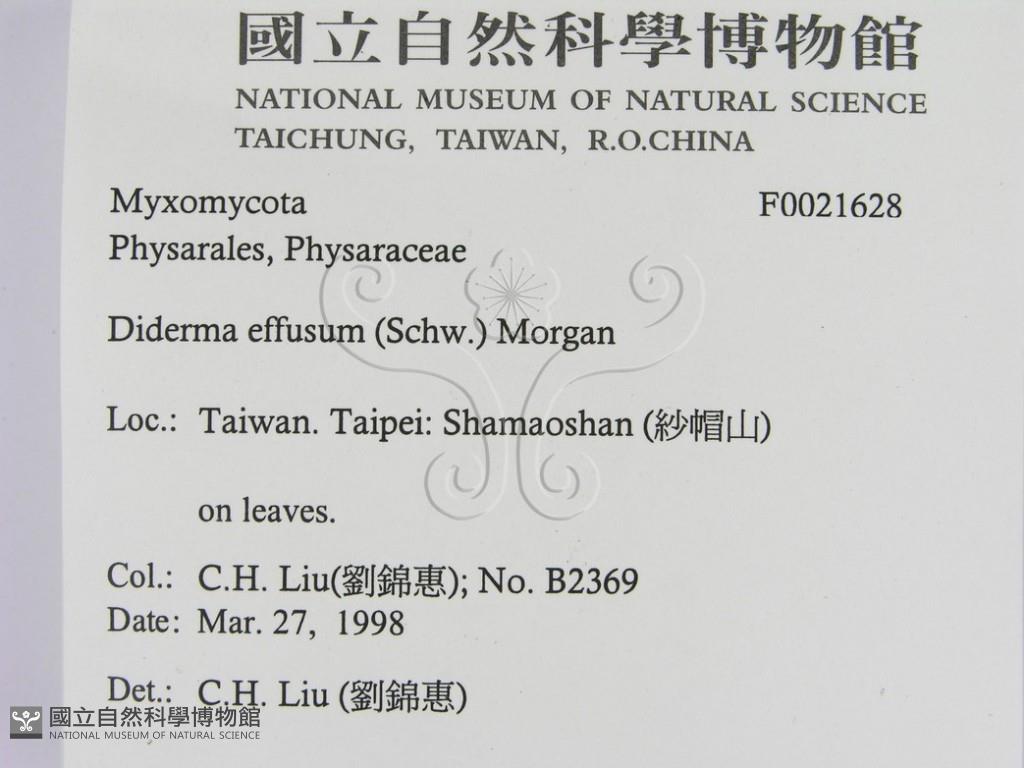 國立自然科學博物館
NATIONAL MUSEUM OF NATURAL SCIENCE
TAICHUNG, TAIWAN, R.O.CHINA
Myxomycota F0021628
Physarales, Physaraceae
Diderma effusum (Schw.) Morgan
Loc.: Taiwan. Taipei: Shamaoshan (紗帽山)
on leaves.
Col.: C.H. Liu(劉錦惠); No. B2369
Date: Mar. 27, 1998
Det.: C.H. Liu (劉錦惠)
國立自然科學博物館
NATIONAL MUSEUM OF NATURAL SCIENCE